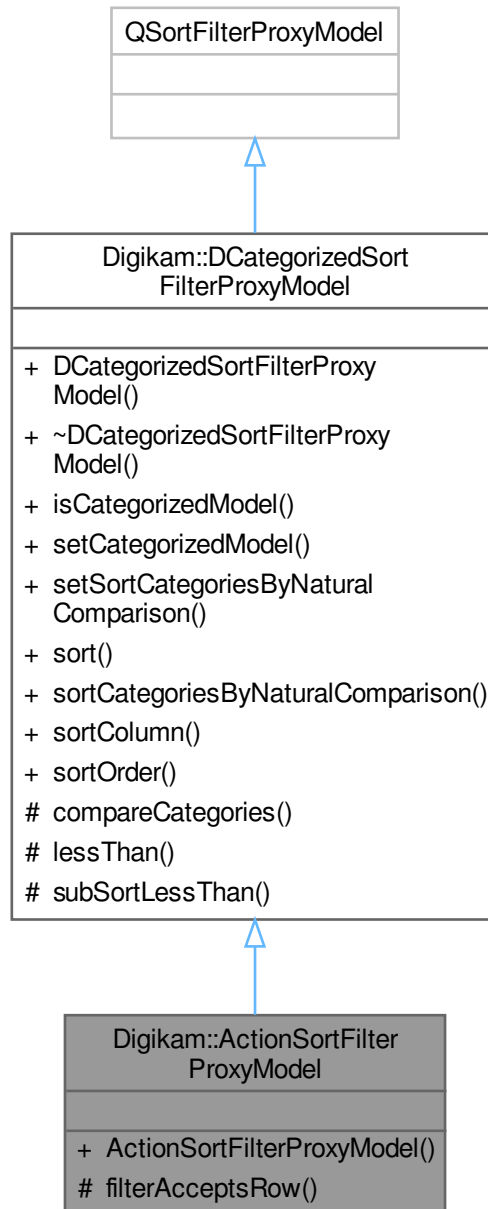 QSortFilterProxyModel
Digikam::DCategorizedSort
FilterProxyModel
+ DCategorizedSortFilterProxy
Model()
+ ~DCategorizedSortFilterProxy
Model()
+ isCategorizedModel()
+ setCategorizedModel()
+ setSortCategoriesByNatural
Comparison()
+ sort()
+ sortCategoriesByNaturalComparison()
+ sortColumn()
+ sortOrder()
# compareCategories()
# lessThan()
# subSortLessThan()
Digikam::ActionSortFilter
ProxyModel
+ ActionSortFilterProxyModel()
# filterAcceptsRow()